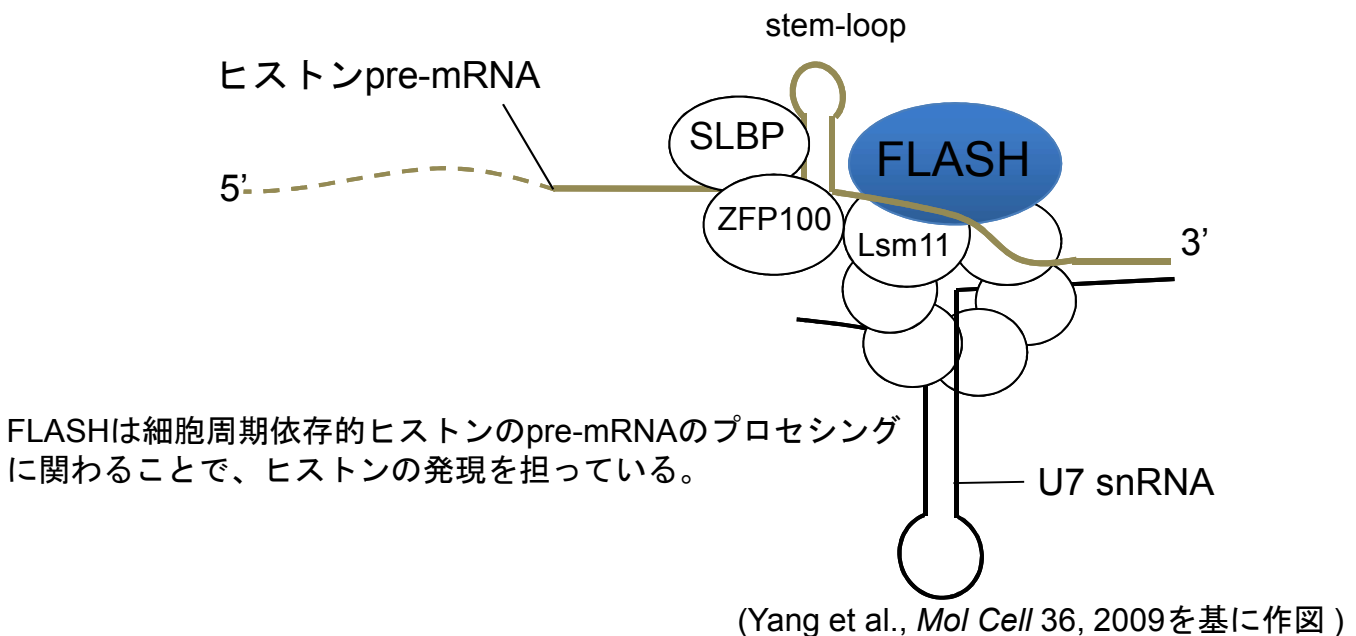 stem-loop
ヒストンpre-mRNA
SLBP
FLASH
5’
ZFP100
Lsm11
3’
FLASHは細胞周期依存的ヒストンのpre-mRNAのプロセシング
に関わることで、ヒストンの発現を担っている。
U7 snRNA
(Yang et al., Mol Cell 36, 2009を基に作図 )